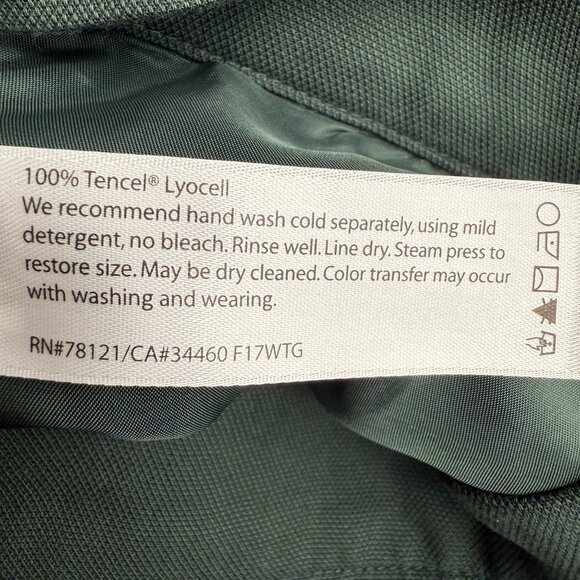 100% Tencel® Lyocell
We recommend hand wash cold separately, using mild
detergent, no bleach. Rinse well. Line dry. Steam press to
restore size. May be dry cleaned. Color transfer may occur
with washing and wearing.
RN#78121/CA#34460 F17WTG